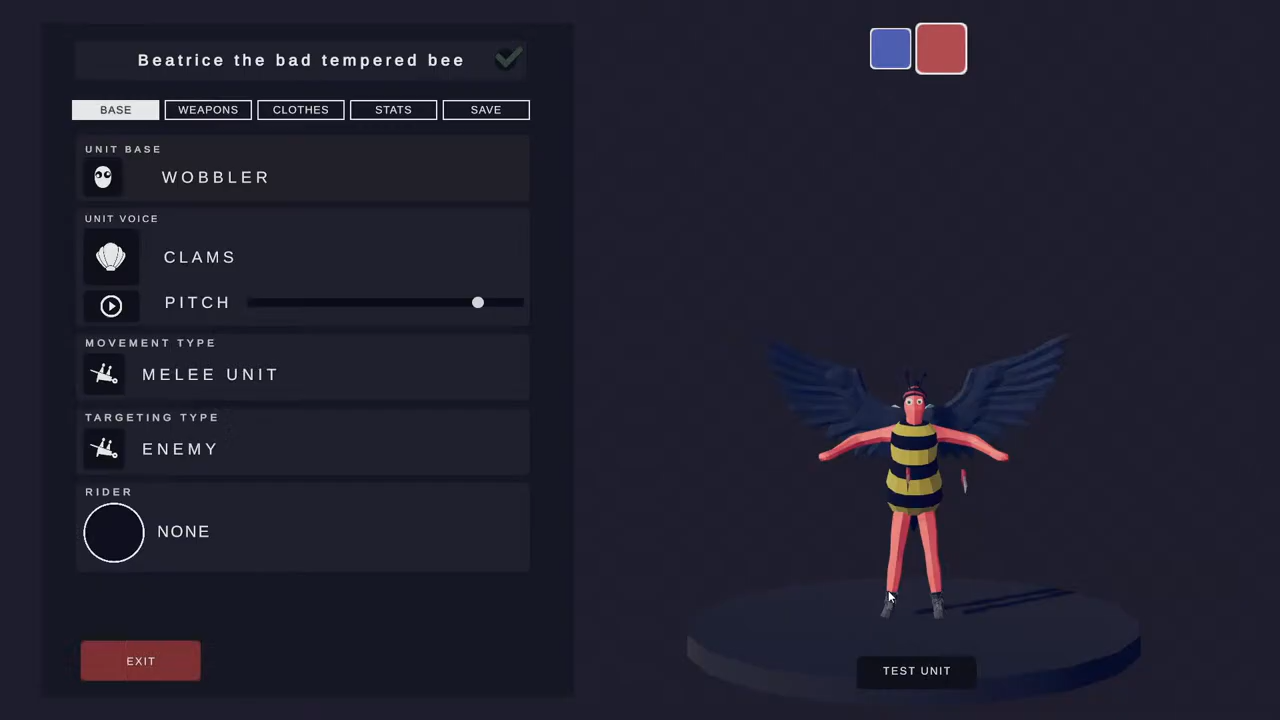 Beatrice the bad tempered bee
BASE WEAPONS CLOTHES STATS SAVE
UNIT BASE
WOBBLER
UNIT VOICE
CLAMS
PITCH
MOVEMENT TYPE
MELEE UNIT
TARGETING TYPE
ENEMY
RIDER
NONE
EXIT
TEST UNIT